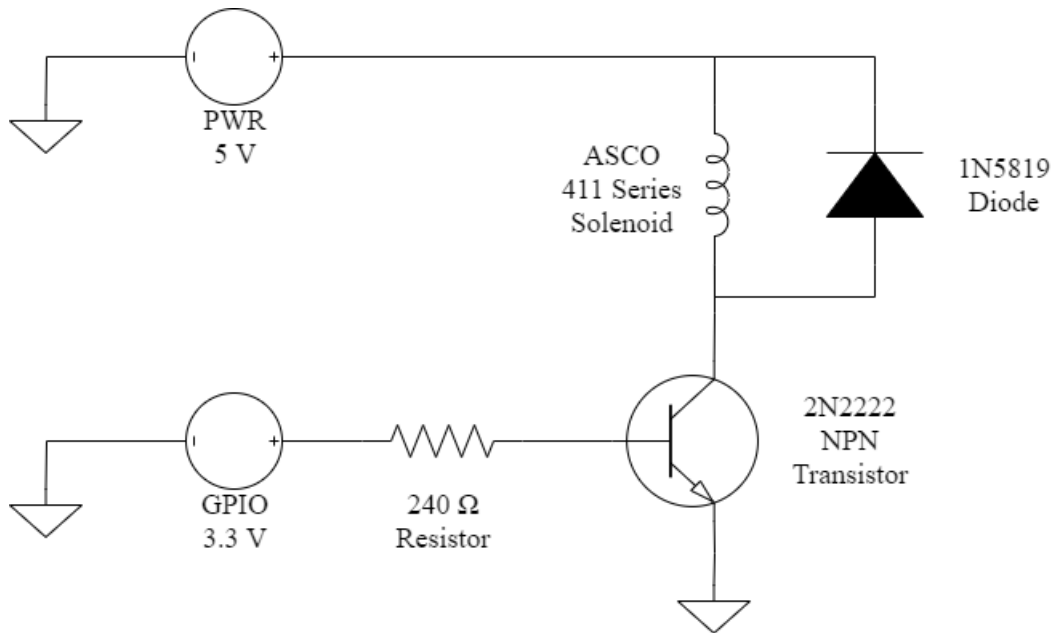 PWR
5 V
ASCO
411 Series
Solenoid
1N5819
Diode
GPIO
3.3 V
240 Ω
Resistor
2N2222
NPN
Transistor